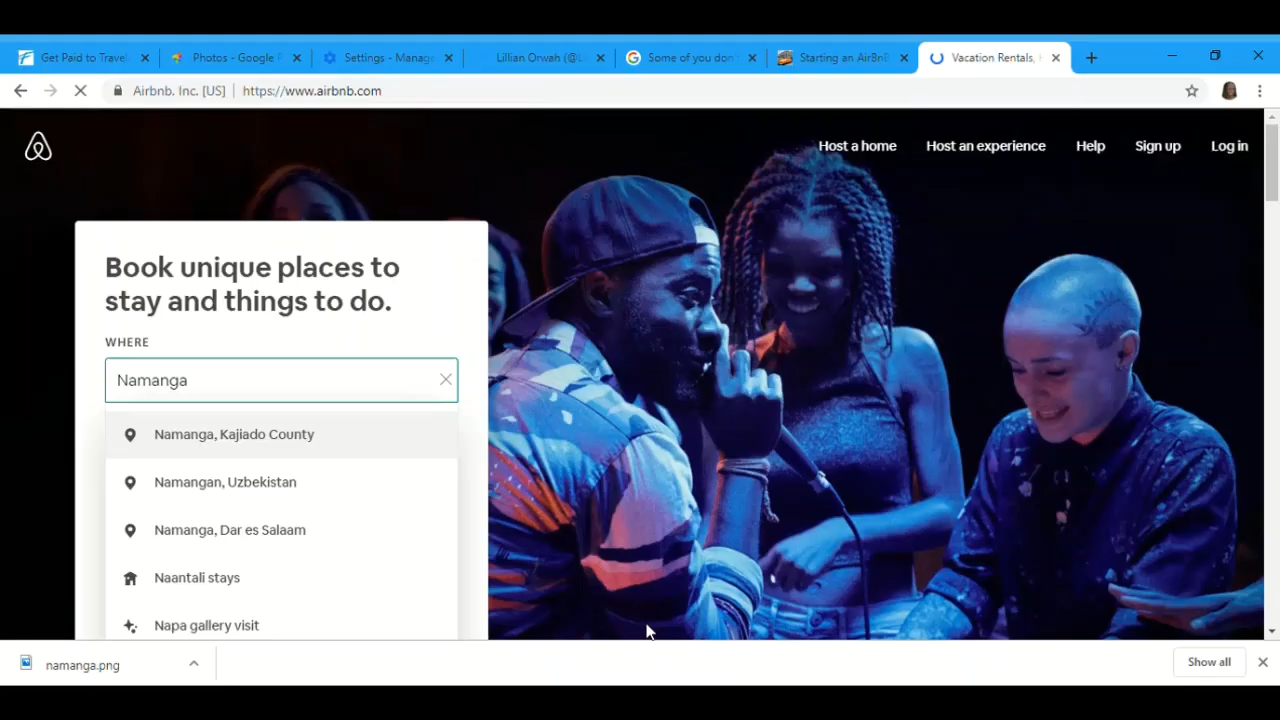 Get Paid to Travel
Photos - Google P
Settings - Manage
Lillian Orwah (@L
Some of you don'
Starting an AirBnB
Vacation Rentals, H
Airbnb. Inc. [US]
https://www.airbnb.com
Host a home
Host an experience
Help
Sign up
Log in
Book unique places to
stay and things to do.
WHERE
Namanga
Namanga, Kajiado County
Namangan, Uzbekistan
Namanga, Dar es Salaam
Naantali stays
Napa gallery visit
namanga.png
Show all